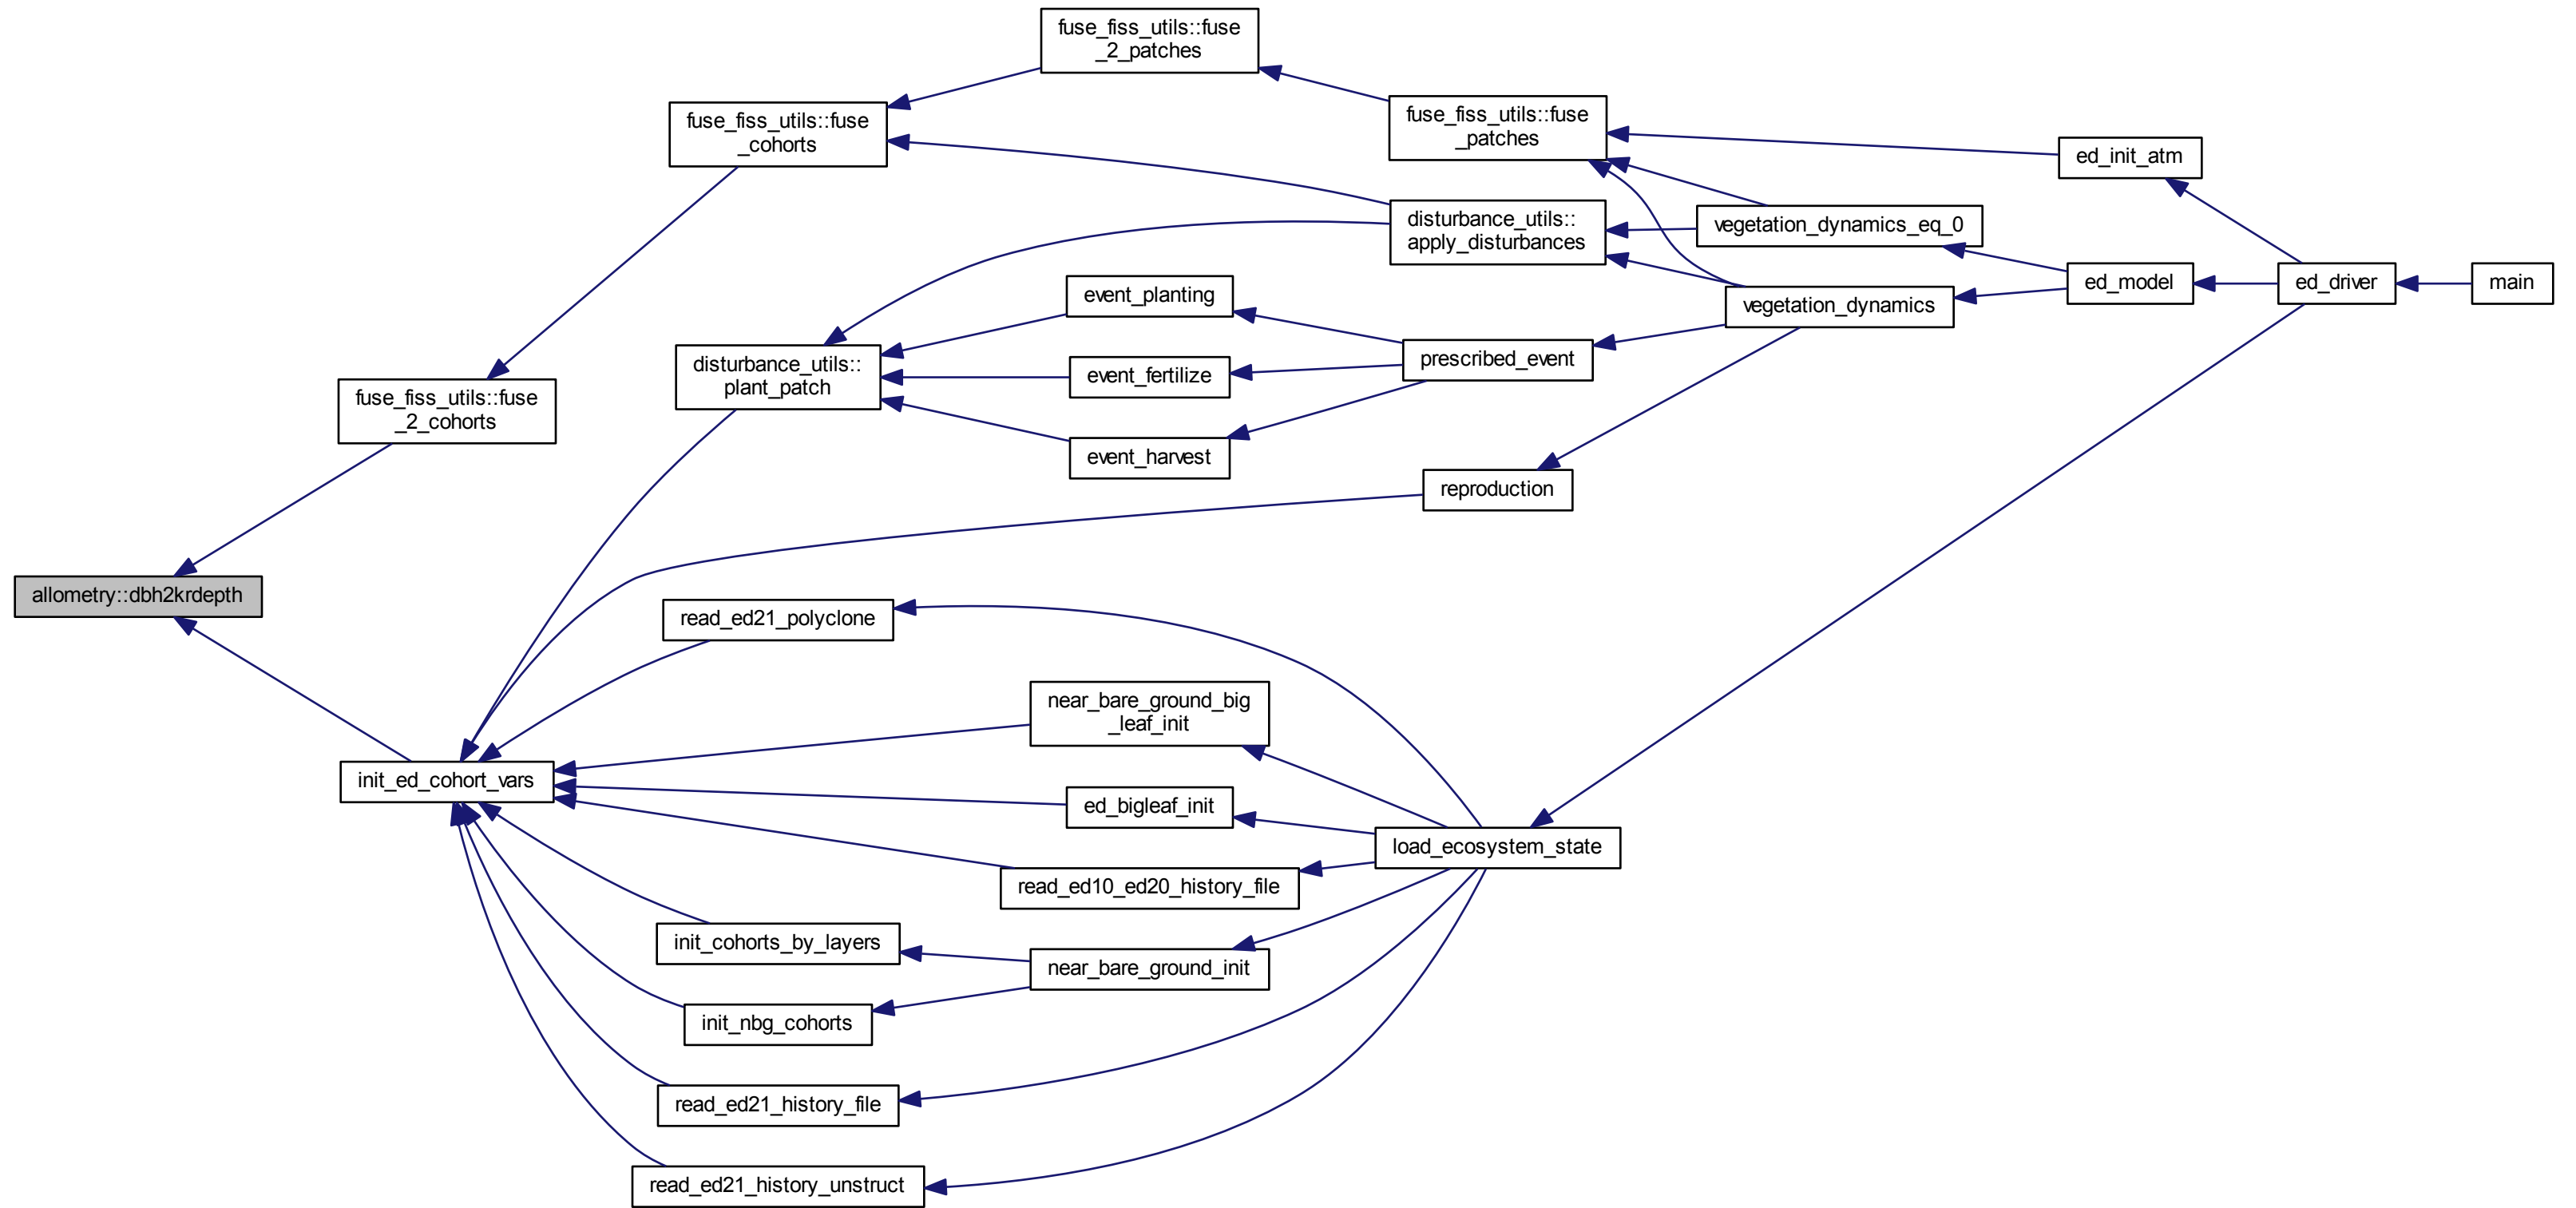 fuse_fiss_utils::fuse
_2_patches
fuse_fiss_utils::fuse
_cohorts
fuse_fiss_utils::fuse
_patches
ed_init_atm
disturbance_utils::
apply_disturbances
vegetation_dynamics_eq_0
event_planting
ed_model
ed_driver
main
vegetation_dynamics
disturbance_utils::
plant_patch
event_fertilize
prescribed_event
fuse_fiss_utils::fuse
_2_cohorts
event_harvest
reproduction
allometry::dbh2krdepth
read_ed21_polyclone
near_bare_ground_big
_leaf_init
init_ed_cohort_vars
ed_bigleaf_init
load_ecosystem_state
read_ed10_ed20_history_file
init_cohorts_by_layers
near_bare_ground_init
init_nbg_cohorts
read_ed21_history_file
read_ed21_history_unstruct